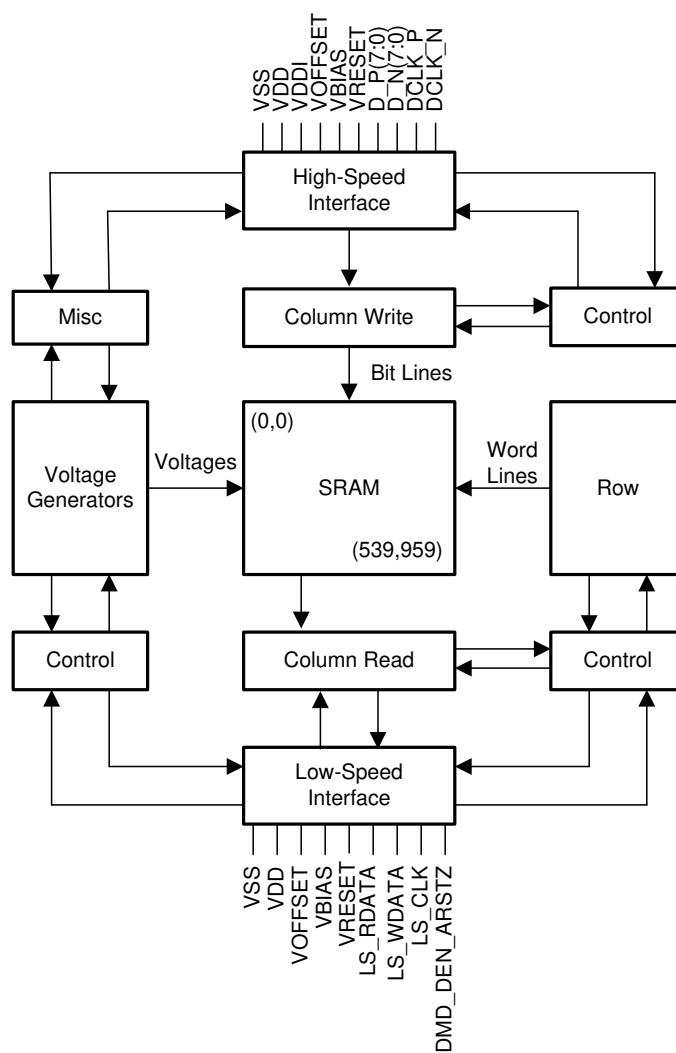 VSS
VDD
VDDI
VOFFSET
VBIAS
VRESET
D_P(7:0)
D_N(7:0)
DCLK_P
DCLK_N
High-Speed
Interface
Misc
Column Write
Control
Bit Lines
(0,0)
Voltage
Generators
Voltages
SRAM
Word
Lines
Row
(539,959)
Control
Column Read
Control
Low-Speed
Interface
VSS
VDD
VOFFSET
VBIAS
VRESET
LS_RDATA
LS_WDATA
LS_CLK
DMD_DEN_ARSTZ